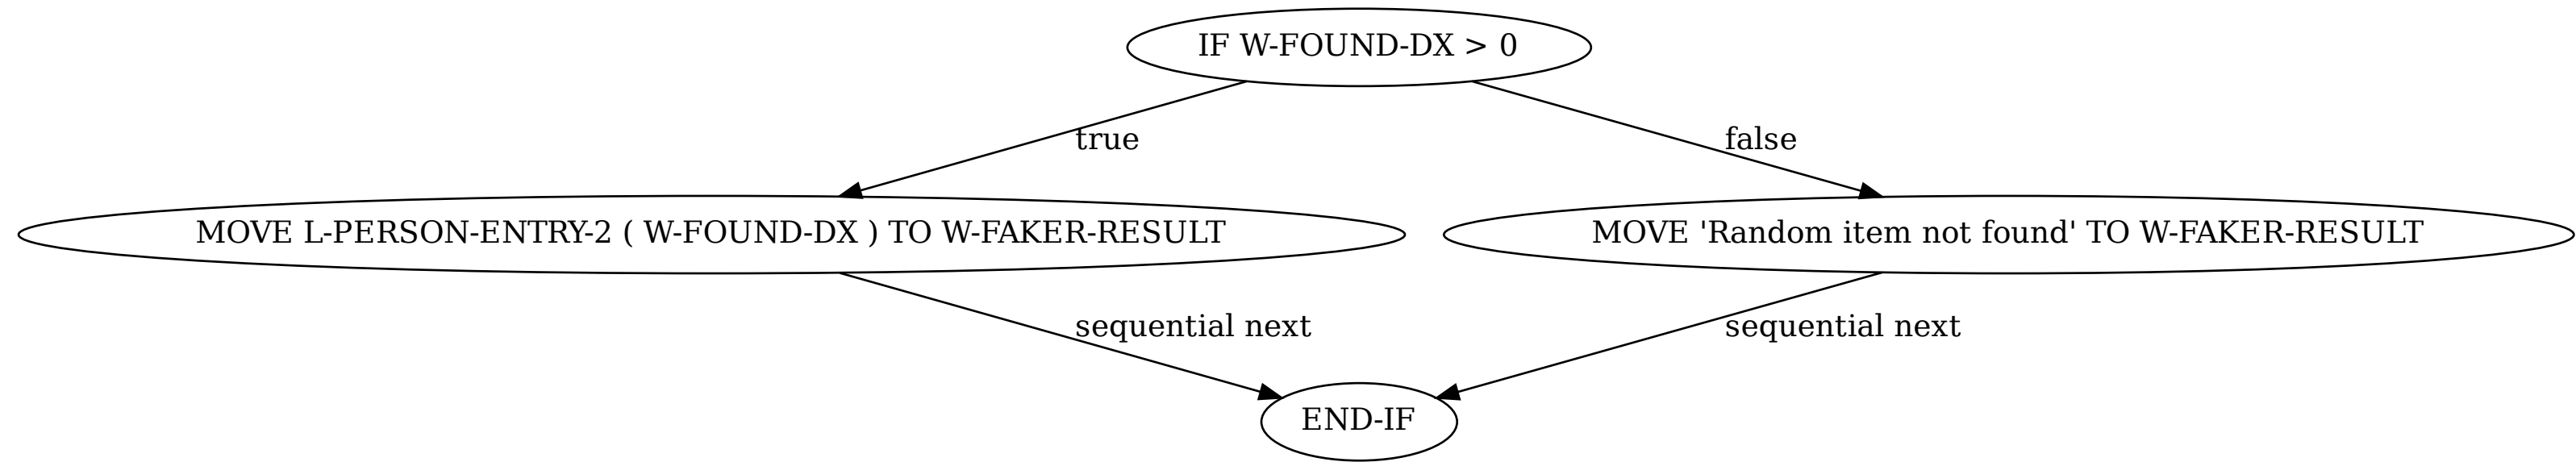 IF W-FOUND-DX > 0
true
false
MOVE L-PERSON-ENTRY-2 ( W-FOUND-DX ) TO W-FAKER-RESULT
MOVE 'Random item not found' TO W-FAKER-RESULT
sequential next
sequential next
END-IF